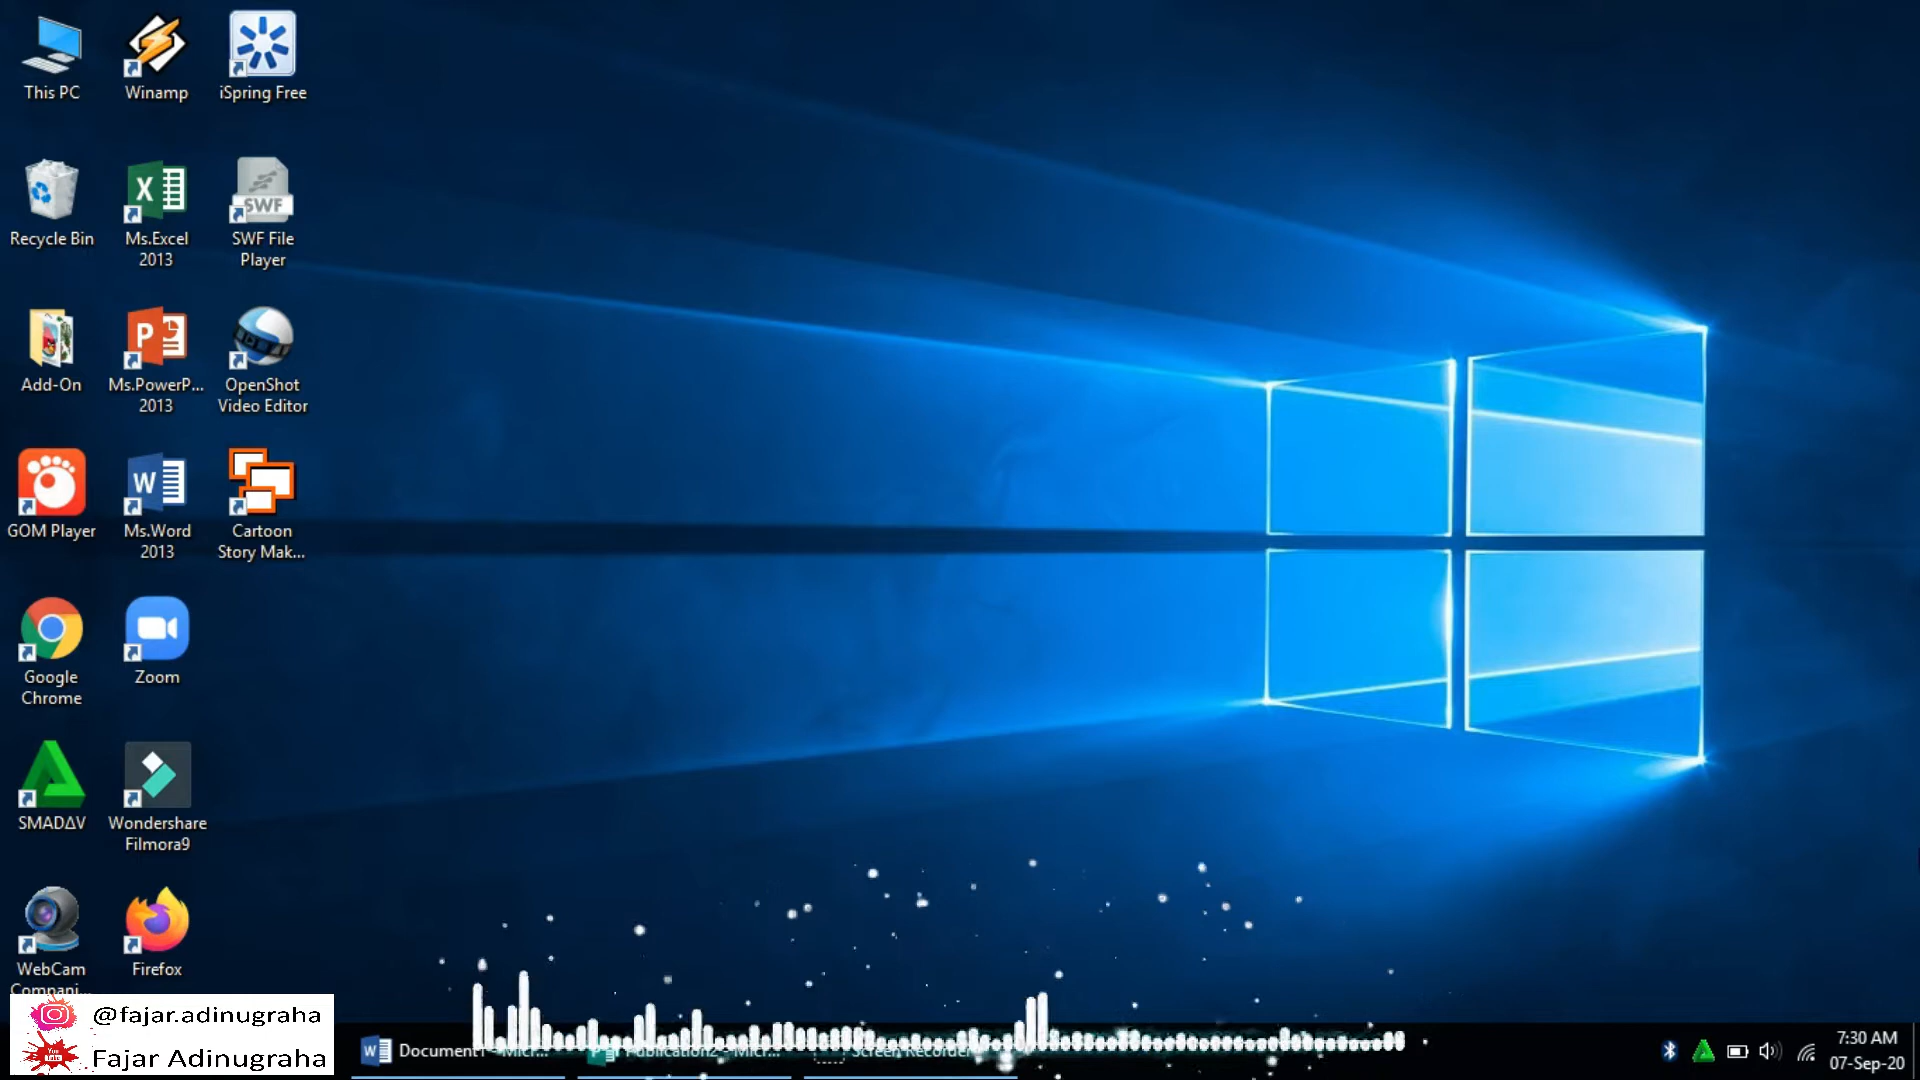 This PC
Winamp
iSpring Free
Recycle Bin
Ms.Excel
2013
SWF
SWF File
Player
Add-On
Ms.PowerP...
2013
OpenShot
Video Editor
GOM Player
Ms.Word
2013
Cartoon
Story Mak...
Google
Chrome
Zoom
SMADΔV
Wondershare
Filmora9
WebCam
Compani...
Firefox
@fajar.adinugraha
Fajar Adinugraha
Document1 - Micr...
Publication2 - Micr...
Screen Recorder
7:30 AM
07-Sep-20